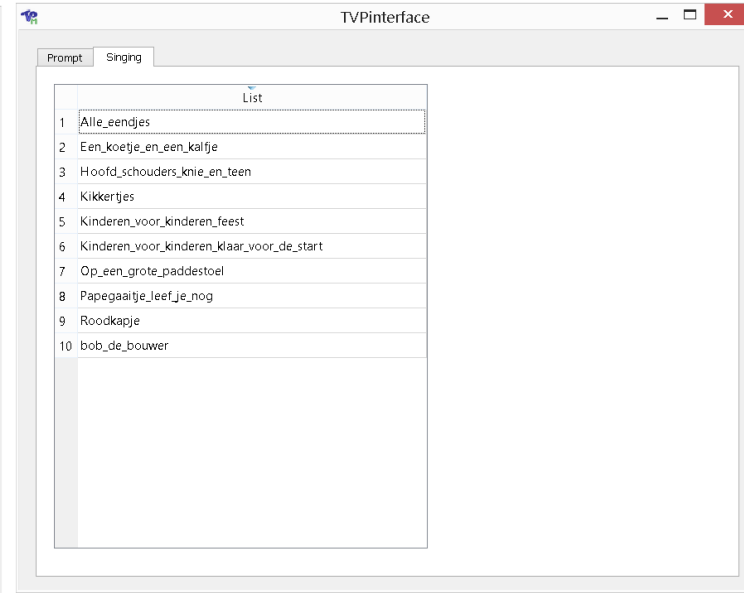 TVPinterface
Prompt Singing
List
1 Alle_eendjes
2 Een_koetje_en_een_kalfje
3 Hoofd_schouders_knie_en_teen
4 Kikkertjes
5 Kinderen_voor_kinderen_feest
6 Kinderen_voor_kinderen_klaar_voor_de_start
7 Op_een_grote_paddestoel
8 Papegaaitje_leef_je_nog
9 Roodkapje
10 bob_de_bouwer